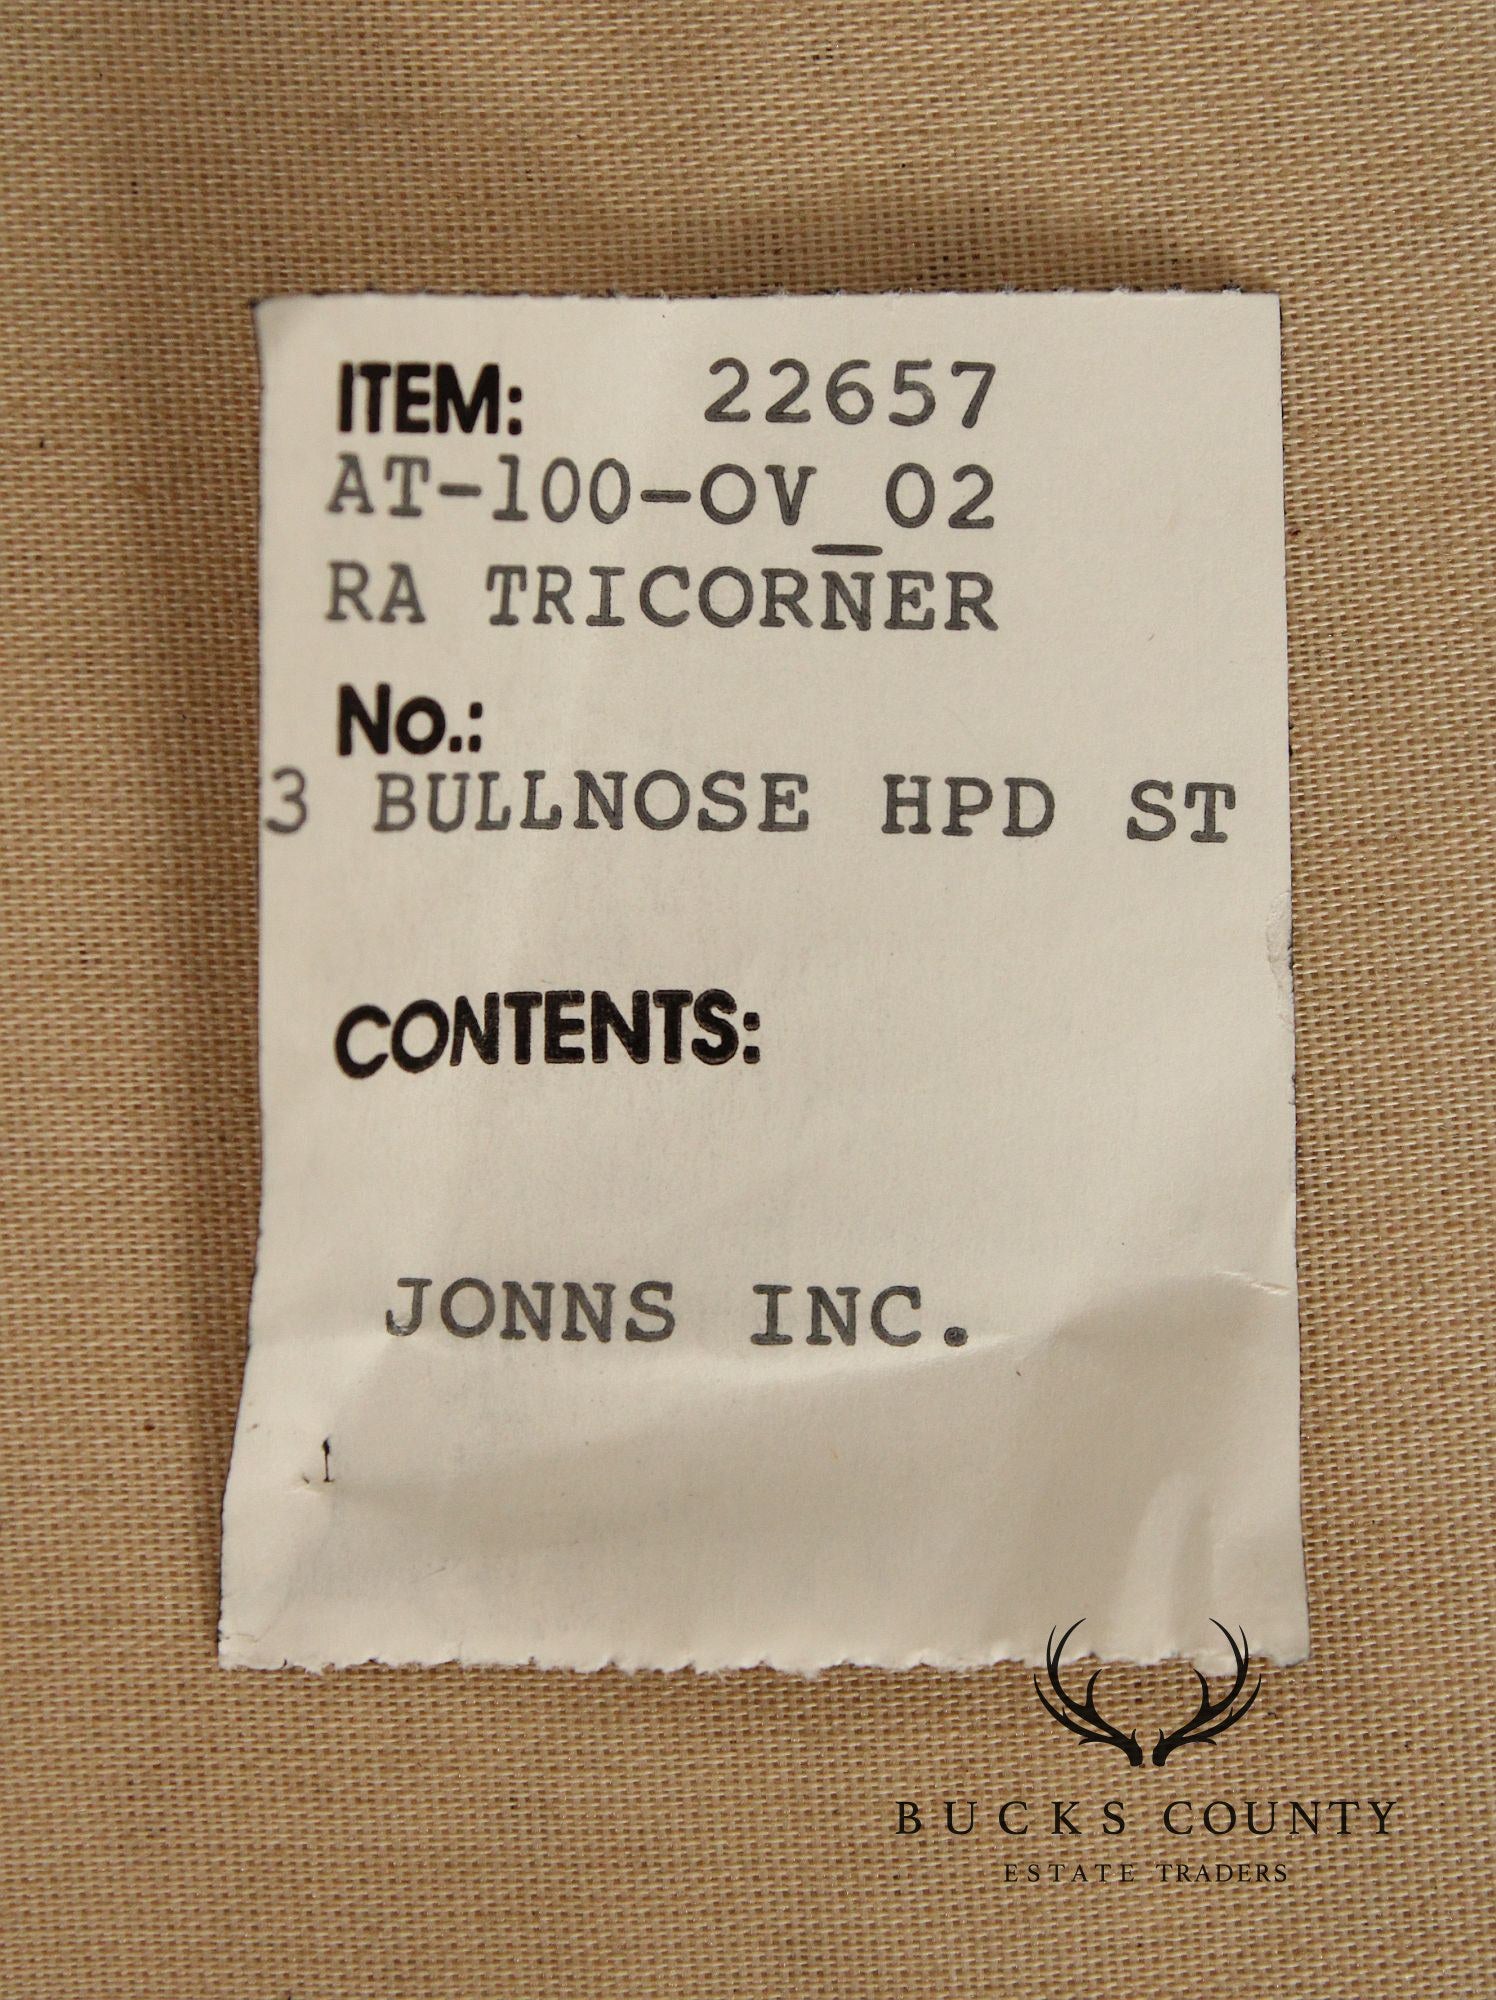 ITEM: 22657
AT-100-OV_02
RA TRICORNER
No.:
3 BULLNOSE HPD ST
CONTENTS:
JONNS INC.
BUCKS COUNTY
ESTATE TRADERS